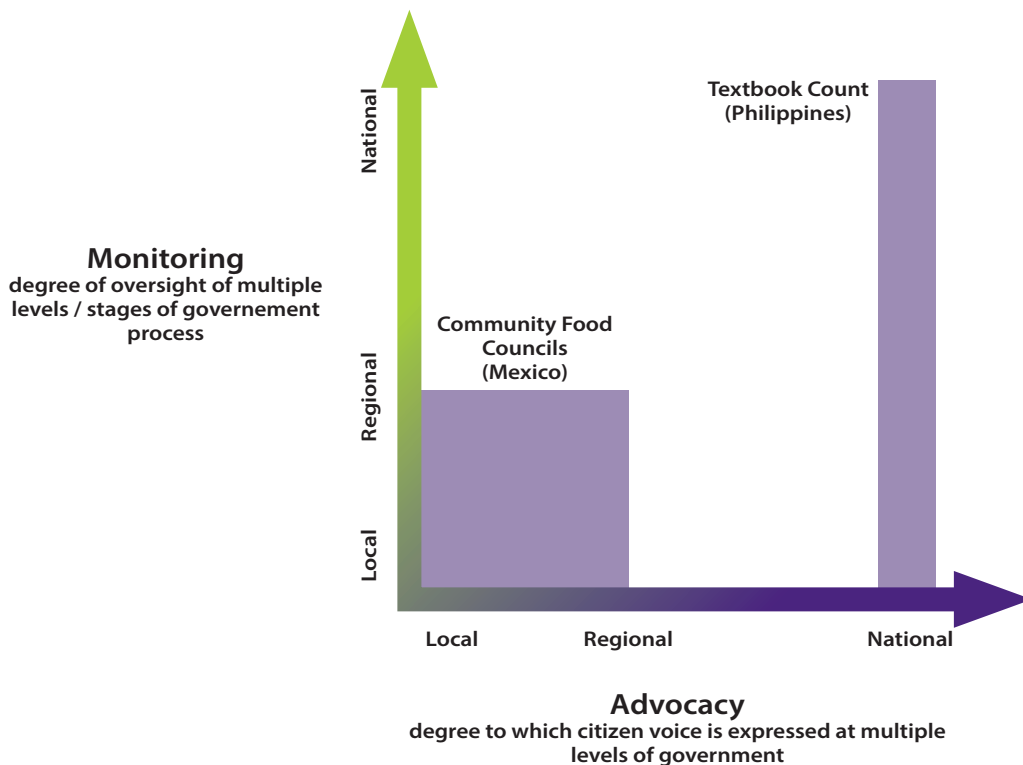 National
Textbook Count
(Philippines)
Monitoring
degree of oversight of multiple
levels / stages of governement
process
Community Food
Councils
(Mexico)
Regional
Local
Local
Regional
National
Advocacy
degree to which citizen voice is expressed at multiple
levels of government